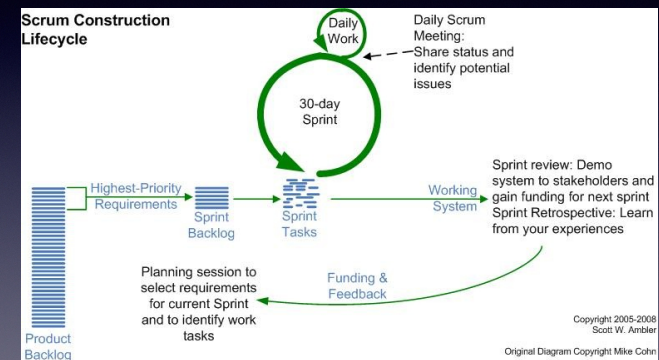 Scrum Construction
Lifecycle
Daily
Work
Daily Scrum
Meeting:
Share status and
identify potential
issues
30-day
Sprint
Highest-Priority
Requirements
Sprint
Backlog
Sprint
Tasks
Working
System
Sprint review: Demo
system to stakeholders and
gain funding for next sprint
Sprint Retrospective: Learn
from your experiences
Planning session to
select requirements
for current Sprint
and to identify work
tasks
Funding &
Feedback
Product
Backlog
Copyright 2005-2008
Scott W. Ambler
Original Diagram Copyright Mike Cohn